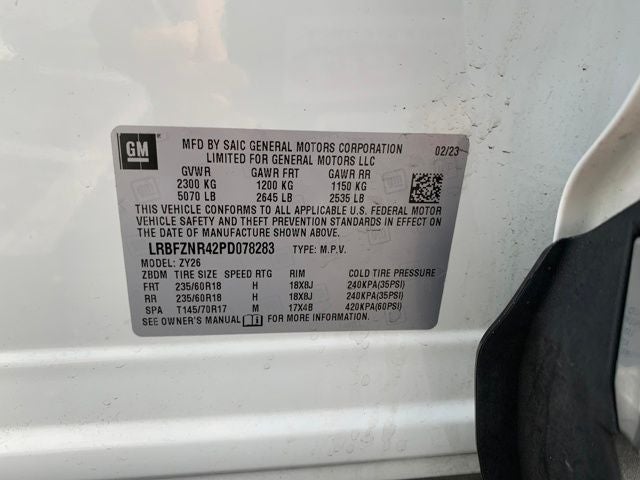 GM
MFD BY SAIC GENERAL MOTORS CORPORATION 02/23
LIMITED FOR GENERAL MOTORS LLC
GVWR GAWR FRT GAWR RR
2300 KG 1200 KG 1150 KG
5070 LB 2645 LB 2535 LB
THIS VEHICLE CONFORMS TO ALL APPLICABLE U.S. FEDERAL MOTOR
VEHICLE SAFETY AND THEFT PREVENTION STANDARDS IN EFFECT ON
THE DATE OF MANUFACTURE SHOWN ABOVE.
LRBFZNR42PD078283 TYPE: M.P.V.
MODEL: ZY26
ZBDM TIRE SIZE SPEED RTG RIM COLD TIRE PRESSURE
FRT 235/60R18 H 18X8J 240KPA(35PSI)
RR 235/60R18 H 18X8J 240KPA(35PSI)
SPA T145/70R17 M 17X4B 420KPA(60PSI)
SEE OWNER'S MANUAL FOR MORE INFORMATION.